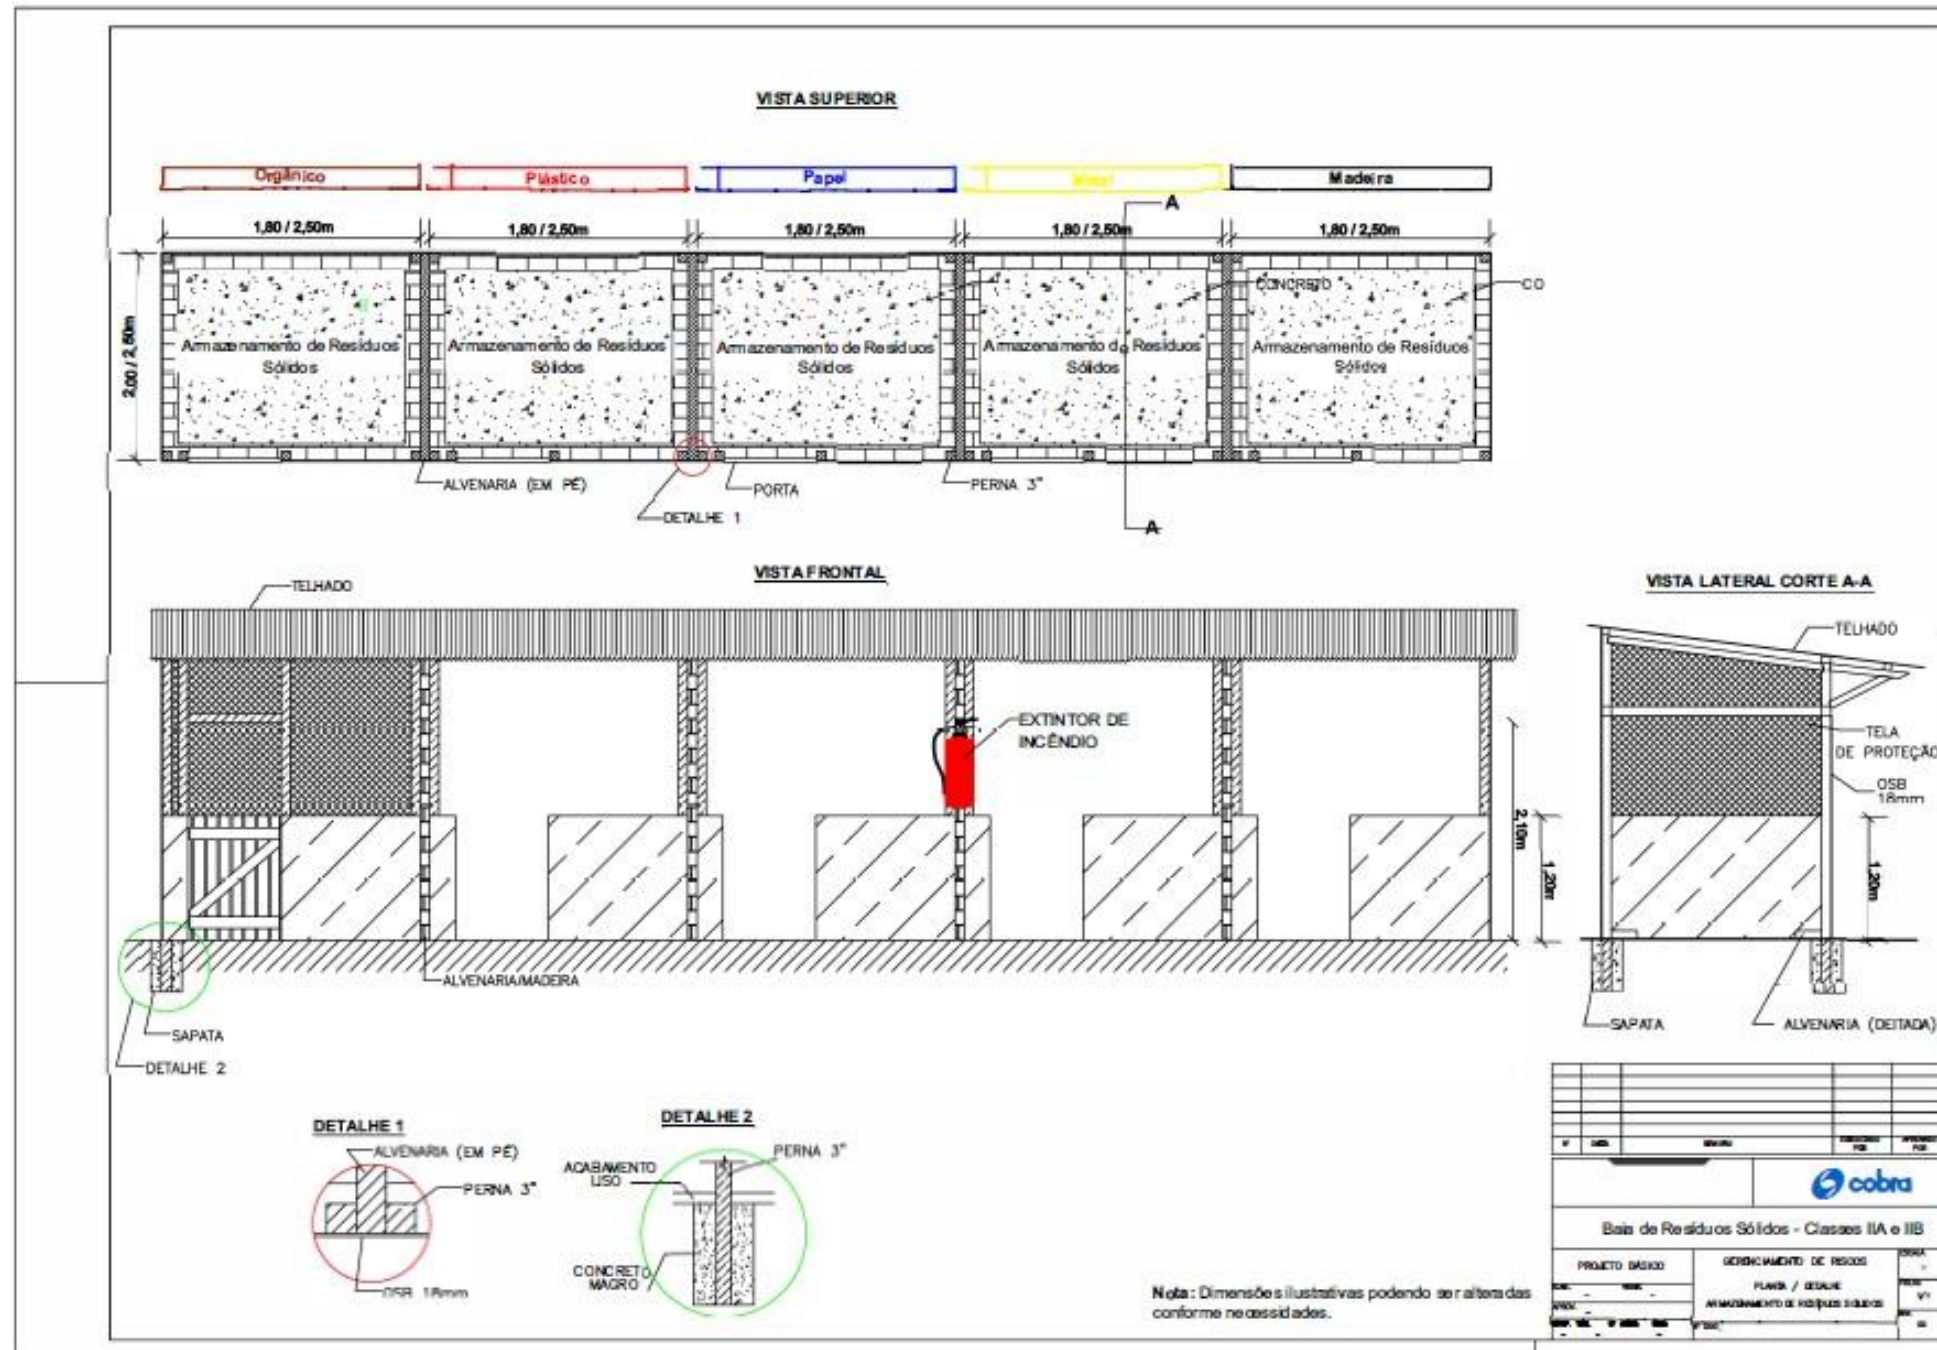 VISTA SUPERIOR
Orgânico
Plástico
Papel
Metal
Madeira
A
1,80 / 2,50m
1,80 / 2,50m
1,80 / 2,50m
1,80 / 2,50m
1,80 / 2,50m
2,00 / 2,50m
CONCRETO
CO
Armazenamento de Resíduos
Sólidos
Armazenamento de Resíduos
Sólidos
Armazenamento de Resíduos
Sólidos
Armazenamento de Resíduos
Sólidos
Armazenamento de Resíduos
Sólidos
ALVENARIA (EM PÉ)
PORTA
PERNA 3"
DETALHE 1
A
VISTA FRONTAL
TELHADO
EXTINTOR DE
INCÊNDIO
2,10m
1,20m
ALVENARIA/MADEIRA
SAPATA
DETALHE 2
VISTA LATERAL CORTE A-A
TELHADO
TELA
DE PROTEÇÃO
OSB
18mm
1,20m
SAPATA
ALVENARIA (DEITADA)
DETALHE 1
ALVENARIA (EM PÉ)
PERNA 3"
OSB 18mm
DETALHE 2
PERNA 3"
ACABAMENTO
LISO
CONCRETO
MAGRO
Nota: Dimensões ilustrativas podendo ser alteradas
conforme necessidades.
cobra
Baia de Resíduos Sólidos - Classes IIA e IIB
PROJETO BÁSICO
GERENCIAMENTO DE RISCOS
PLANTA / DETALHE
ARMAZENAMENTO DE RESÍDUOS SÓLIDOS